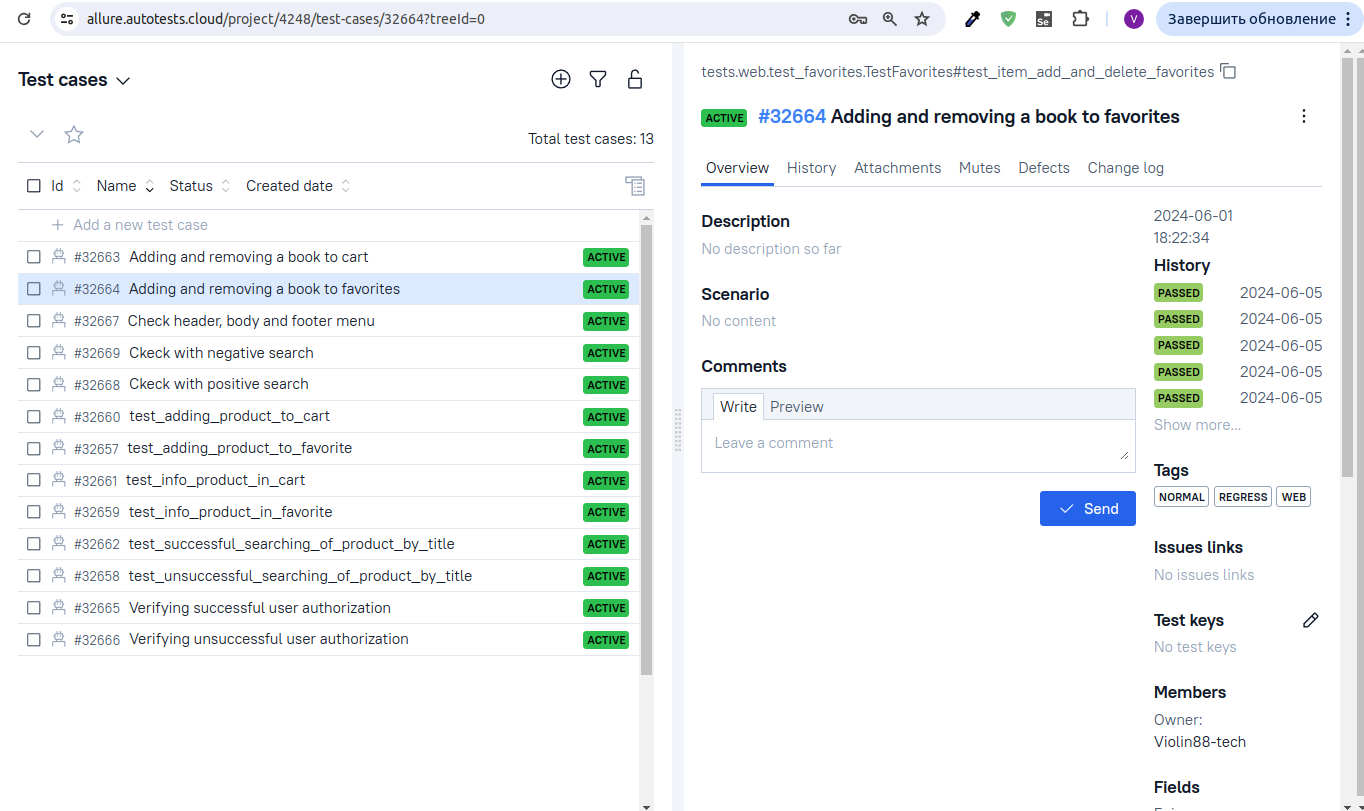 allure.autotests.cloud/project/4248/test-cases/32664?treeId=0
Se
V
Завершить обновление
Test cases
Total test cases: 13
Id Name Status Created date
Add a new test case
#32663 Adding and removing a book to cart ACTIVE
#32664 Adding and removing a book to favorites ACTIVE
#32667 Check header, body and footer menu ACTIVE
#32669 Ckeck with negative search ACTIVE
#32668 Ckeck with positive search ACTIVE
#32660 test_adding_product_to_cart ACTIVE
#32657 test_adding_product_to_favorite ACTIVE
#32661 test_info_product_in_cart ACTIVE
#32659 test_info_product_in_favorite ACTIVE
#32662 test_successful_searching_of_product_by_title ACTIVE
#32658 test_unsuccessful_searching_of_product_by_title ACTIVE
#32665 Verifying successful user authorization ACTIVE
#32666 Verifying unsuccessful user authorization ACTIVE
tests.web.test_favorites.TestFavorites#test_item_add_and_delete_favorites
ACTIVE #32664 Adding and removing a book to favorites
Overview History Attachments Mutes Defects Change log
Description
No description so far
Scenario
No content
Comments
Write Preview
Leave a comment
Send
2024-06-01
18:22:34
History
PASSED 2024-06-05
PASSED 2024-06-05
PASSED 2024-06-05
PASSED 2024-06-05
PASSED 2024-06-05
Show more...
Tags
NORMAL REGRESS WEB
Issues links
No issues links
Test keys
No test keys
Members
Owner:
Violin88-tech
Fields